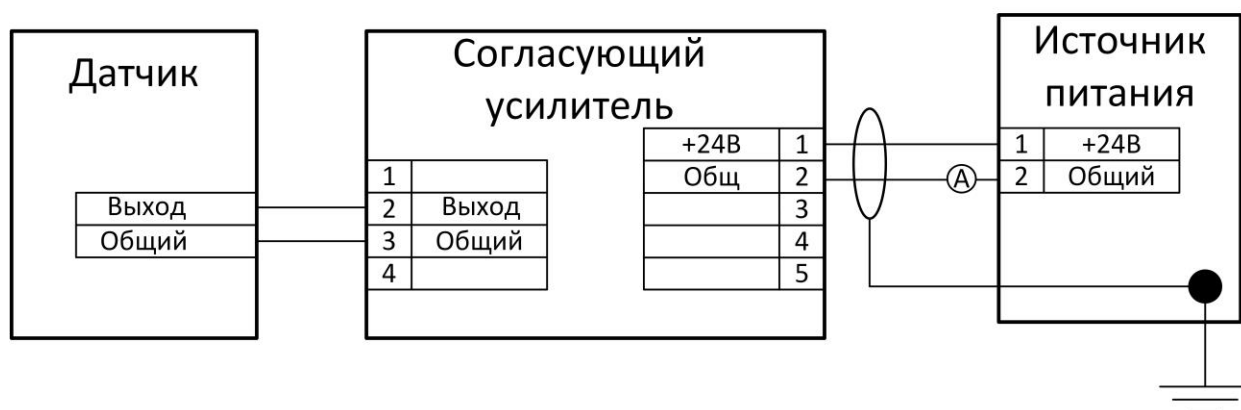 Датчик
Выход
Общий
Согласующий
усилитель
1
2 Выход
3 Общий
4
+24В 1
Общ 2
3
4
5
A
Источник
питания
1 +24В
2 Общий